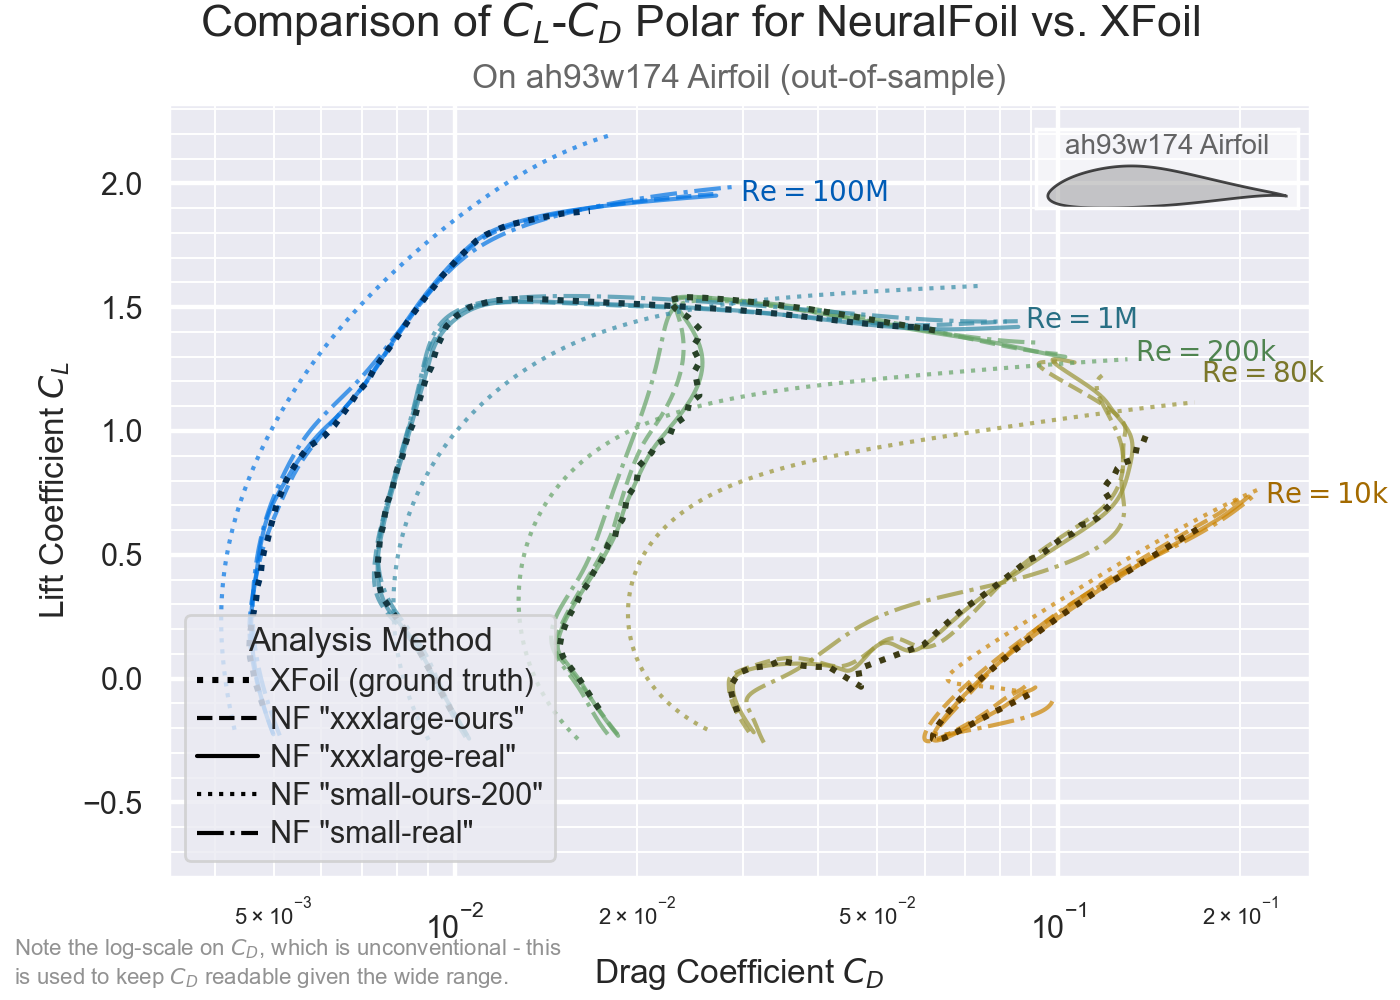 Comparison of C_L-C_D Polar for NeuralFoil vs. XFoil
On ah93w174 Airfoil (out-of-sample)
ah93w174 Airfoil
Re = 100M
Re = 1M
Re = 200k
Re = 80k
Re = 10k
Lift Coefficient C_L
2.0
1.5
1.0
0.5
0.0
−0.5
Analysis Method
XFoil (ground truth)
NF "xxxlarge-ours"
NF "xxxlarge-real"
NF "small-ours-200"
NF "small-real"
5 × 10⁻³
10⁻²
2 × 10⁻²
5 × 10⁻²
10⁻¹
2 × 10⁻¹
Drag Coefficient C_D
Note the log-scale on C_D, which is unconventional - this
is used to keep C_D readable given the wide range.